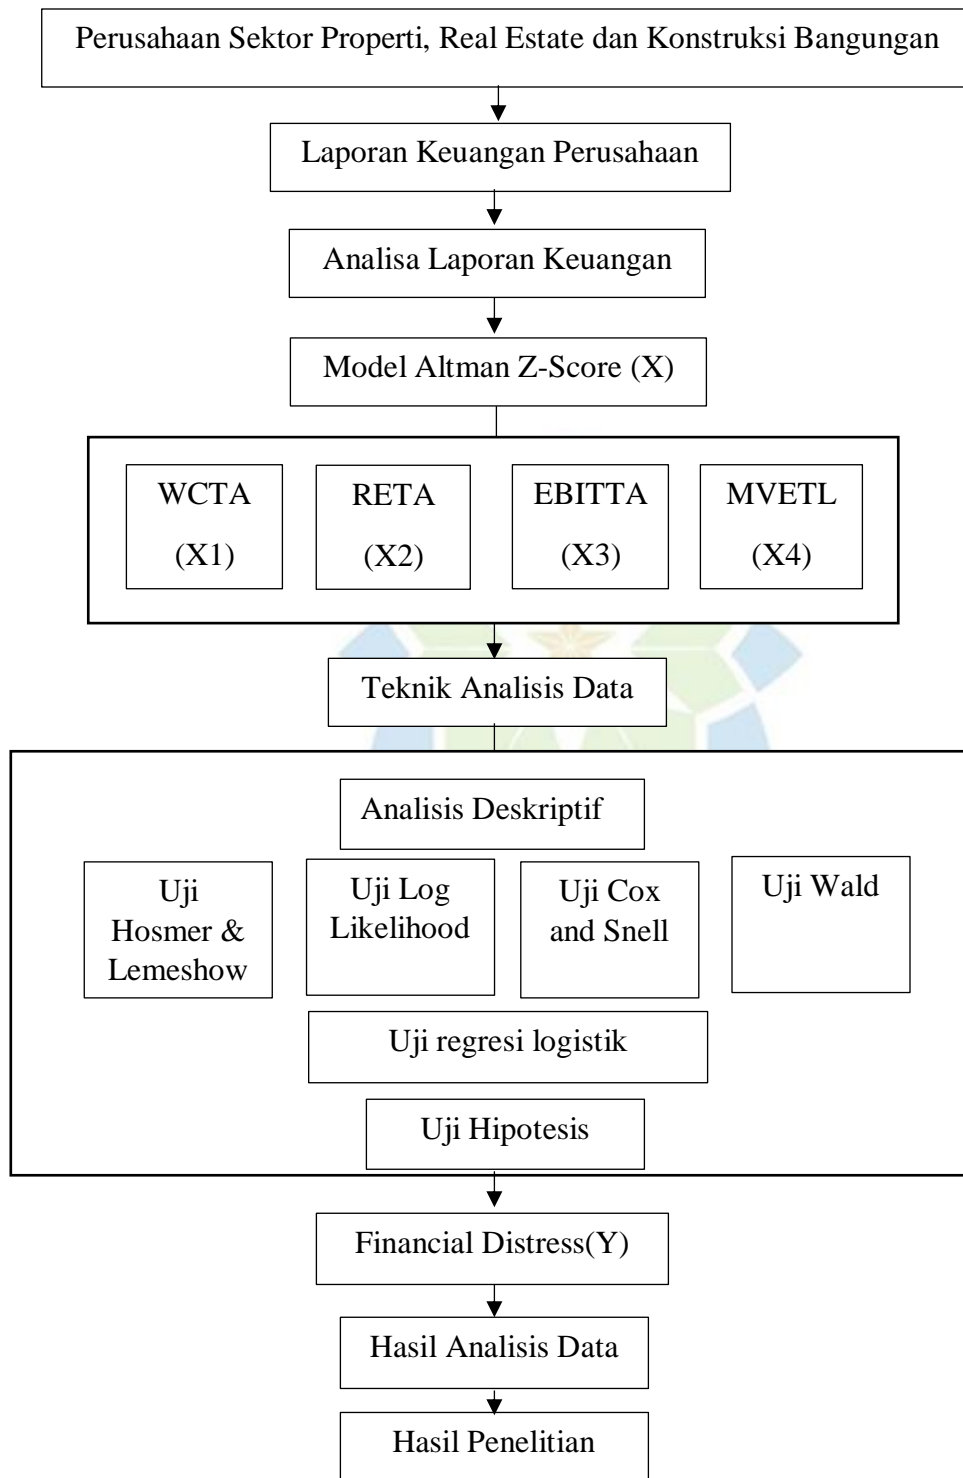 Perusahaan Sektor Properti, Real Estate dan Konstruksi Bangungan
Laporan Keuangan Perusahaan
Analisa Laporan Keuangan
Model Altman Z-Score (X)
WCTA
(X1)
RETA
(X2)
EBITTA
(X3)
MVETL
(X4)
Teknik Analisis Data
Analisis Deskriptif
Uji
Hosmer &
Lemeshow
Uji Log
Likelihood
Uji Cox
and Snell
Uji Wald
Uji regresi logistik
Uji Hipotesis
Financial Distress(Y)
Hasil Analisis Data
Hasil Penelitian